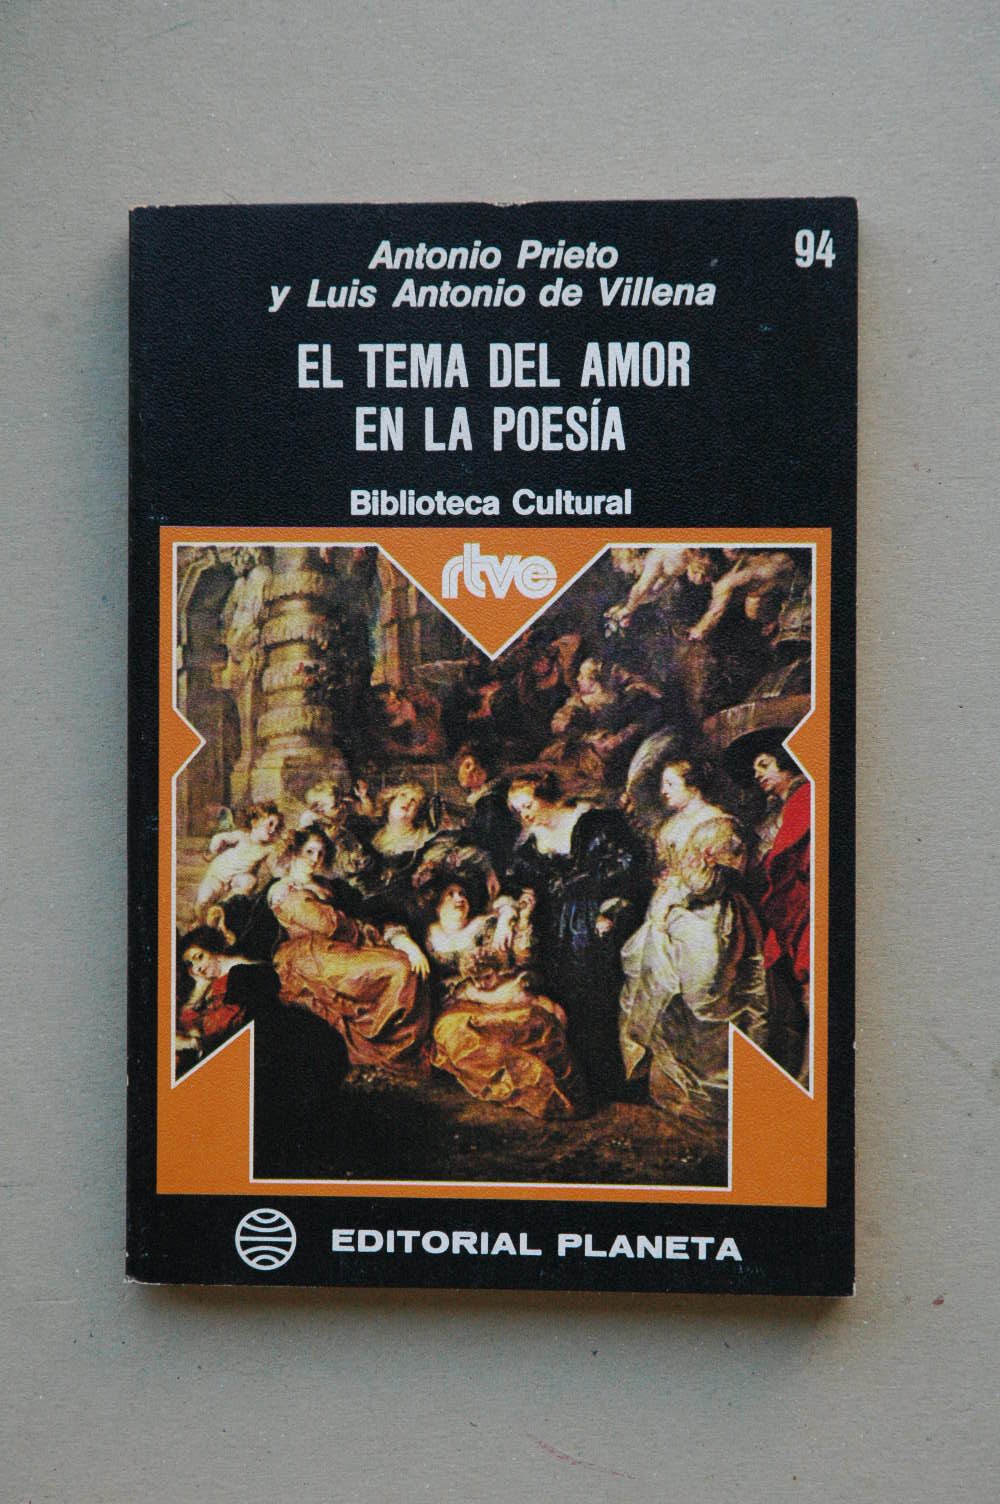 94
Antonio Prieto
y Luis Antonio de Villena
EL TEMA DEL AMOR
EN LA POESÍA
Biblioteca Cultural
rtve
EDITORIAL PLANETA